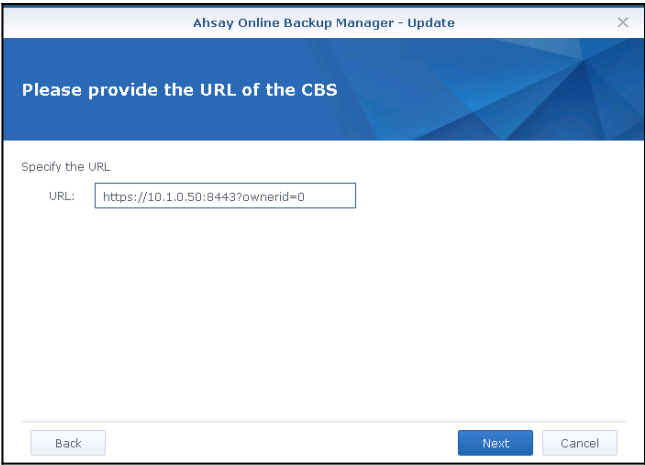 Ahsay Online Backup Manager - Update
Please provide the URL of the CBS
Specify the URL
URL: https://10.1.0.50:8443?ownerid=0
Back Next Cancel